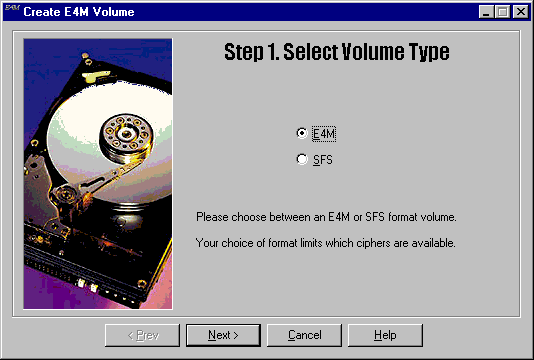 E4M Create E4M Volume
Step 1. Select Volume Type
E4M
SFS
Please choose between an E4M or SFS format volume.
Your choice of format limits which ciphers are available.
< Prev Next > Cancel Help